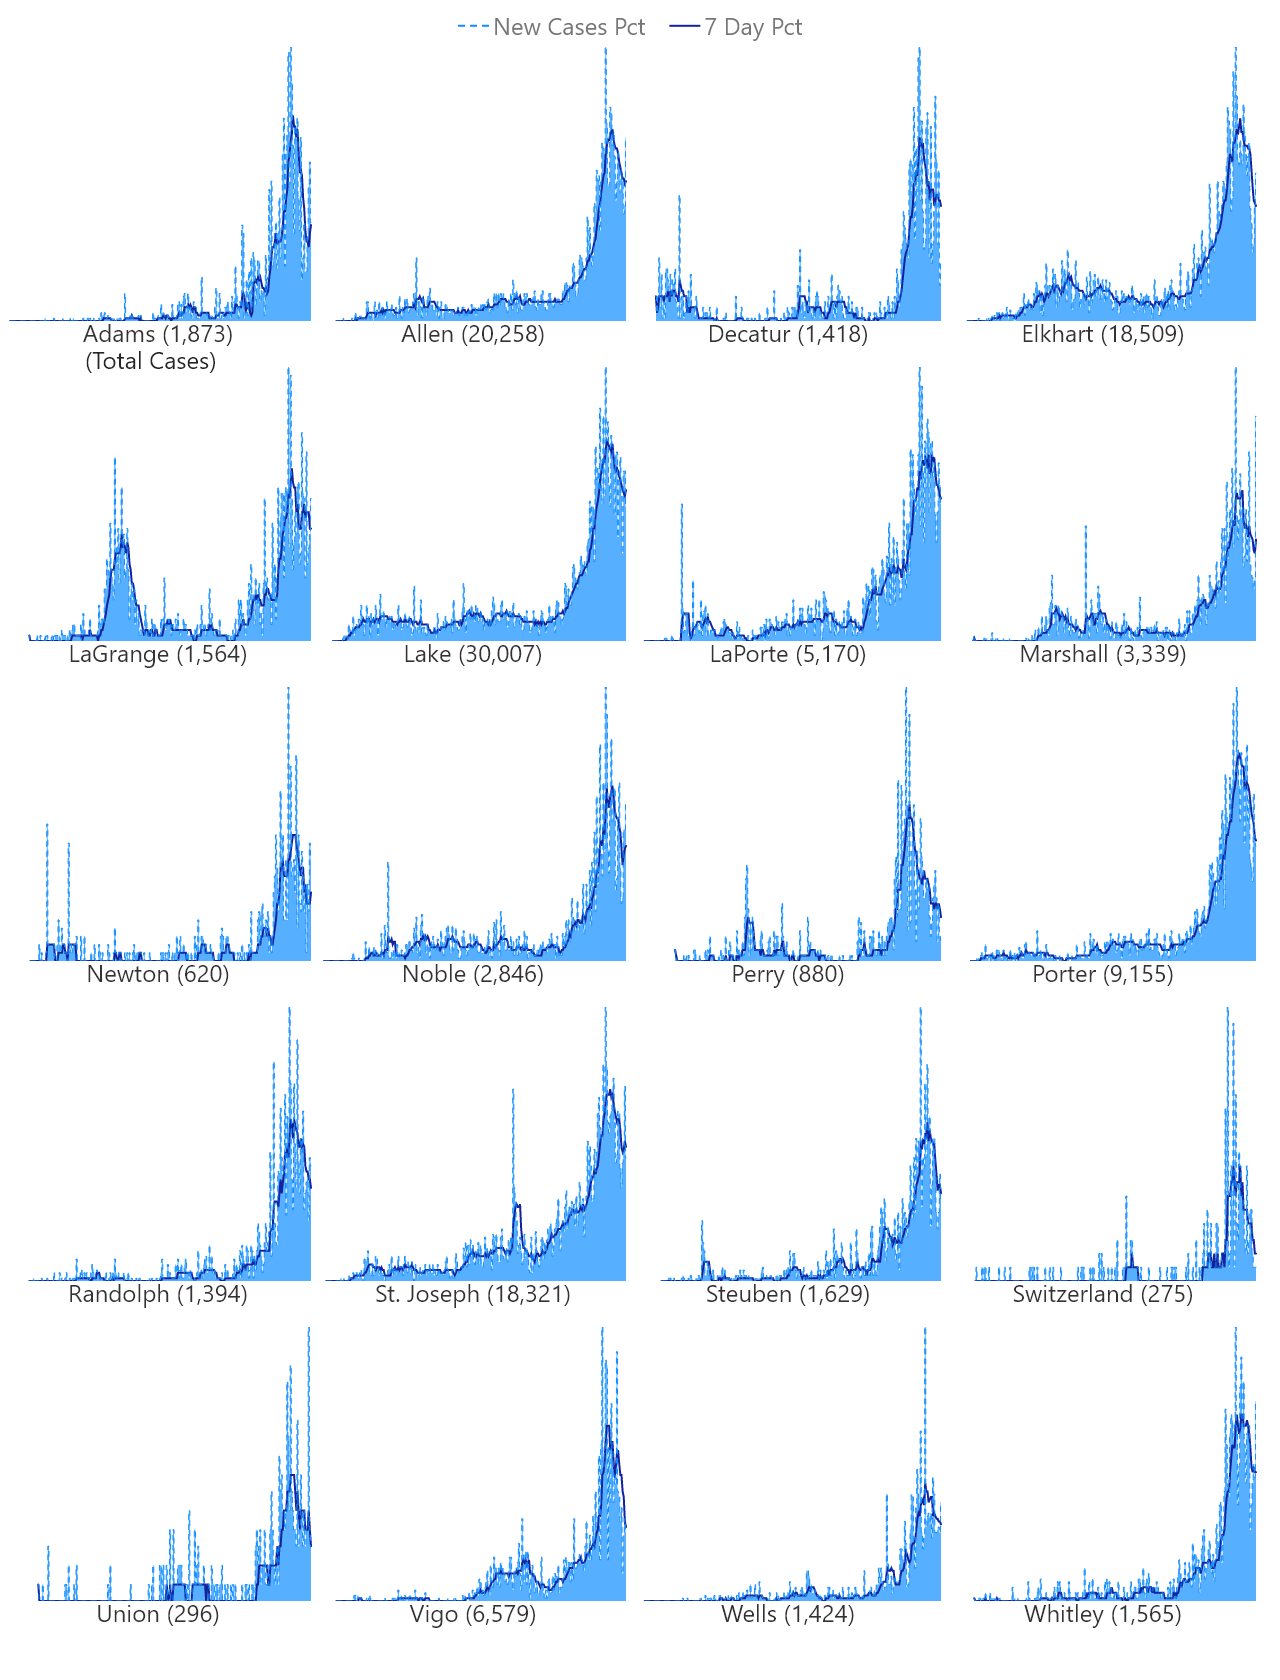 New Cases Pct 7 Day Pct
Adams (1,873) Allen (20,258) Decatur (1,418) Elkhart (18,509)
(Total Cases)
LaGrange (1,564) Lake (30,007) LaPorte (5,170) Marshall (3,339)
Newton (620) Noble (2,846) Perry (880) Porter (9,155)
Randolph (1,394) St. Joseph (18,321) Steuben (1,629) Switzerland (275)
Union (296) Vigo (6,579) Wells (1,424) Whitley (1,565)